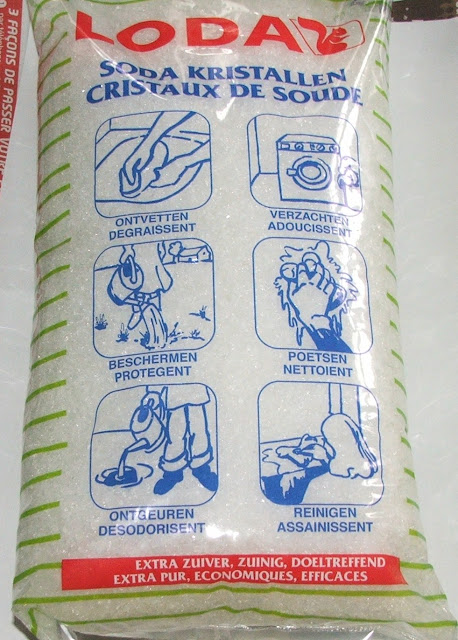 3 FAÇONS DE PASSER
LODA
SODA KRISTALLEN
CRISTAUX DE SOUDE
ONTVETTEN
DEGRAISSENT
VERZACHTEN
ADOUCISSENT
BESCHERMEN
PROTEGENT
POETSEN
NETTOIENT
ONTGEUREN
DESODORISENT
REINIGEN
ASSAINISSENT
EXTRA ZUIVER, ZUINIG, DOELTREFFEND
EXTRA PUR, ECONOMIQUES, EFFICACES